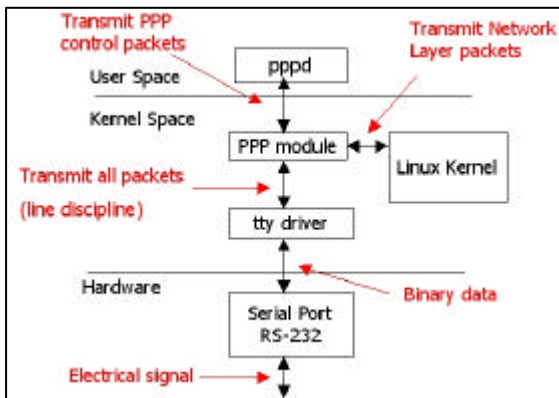 Transmit PPP
control packets
Transmit Network
Layer packets
pppd
User Space
Kernel Space
PPP module
Linux Kernel
Transmit all packets
(line discipline)
tty driver
Hardware
Binary data
Serial Port
RS-232
Electrical signal